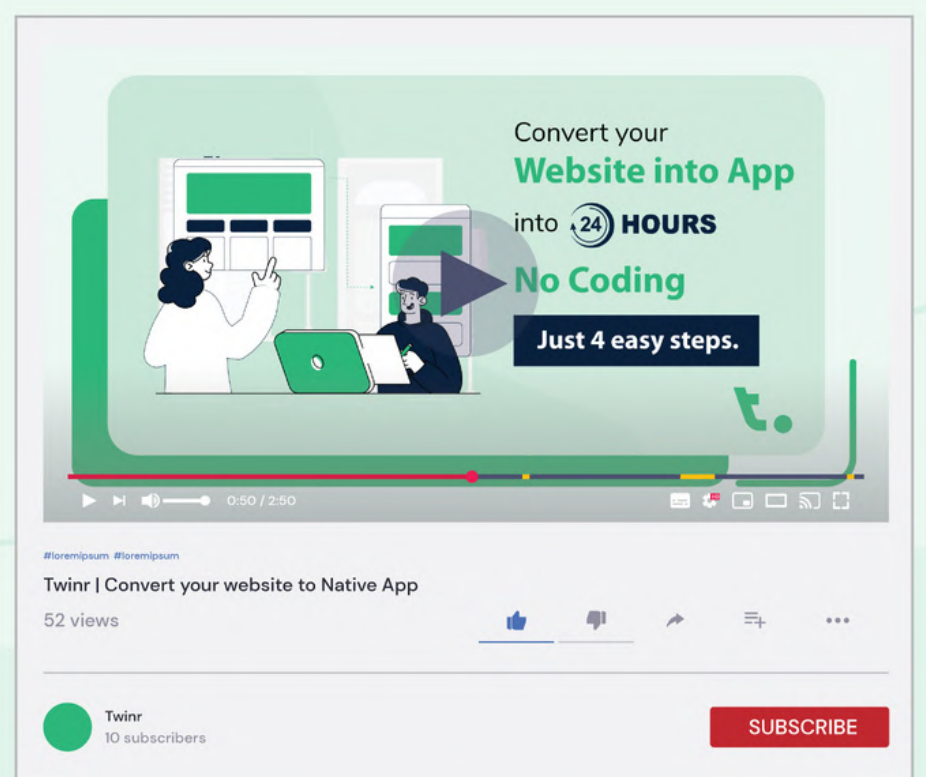 Convert your
Website into App
into 24 HOURS
No Coding
Just 4 easy steps.
t.
0:50 / 2:50
#loremipsum #loremipsum
Twinr | Convert your website to Native App
52 views
Twinr
10 subscribers
SUBSCRIBE